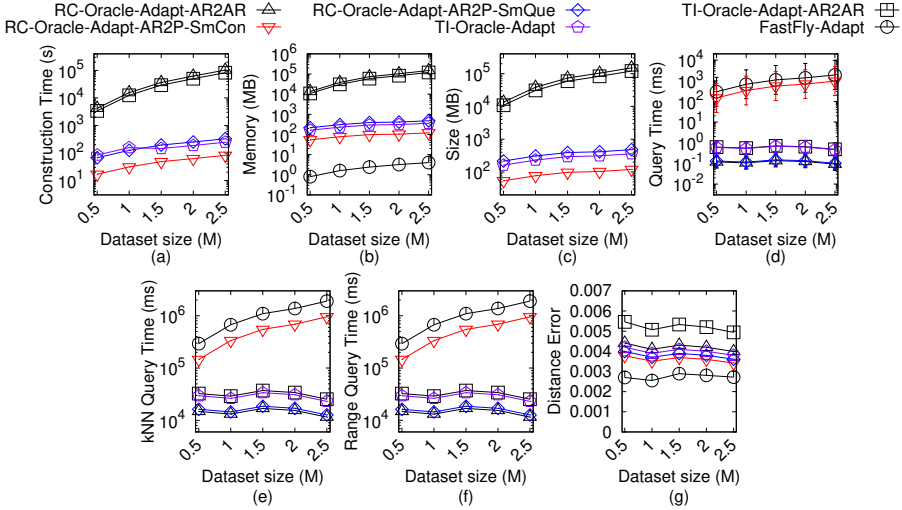 RC-Oracle-Adapt-AR2AR RC-Oracle-Adapt-AR2P-SmQue TI-Oracle-Adapt-AR2AR
RC-Oracle-Adapt-AR2P-SmCon TI-Oracle-Adapt FastFly-Adapt
Construction Time (s)
10^5
10^4
10^3
10^2
10^1
0.5 1 1.5 2 2.5
Dataset size (M)
(a)
Memory (MB)
10^6
10^5
10^4
10^3
10^2
10^1
10^0
10^-1
0.5 1 1.5 2 2.5
Dataset size (M)
(b)
Size (MB)
10^5
10^4
10^3
10^2
0.5 1 1.5 2 2.5
Dataset size (M)
(c)
Query Time (ms)
10^4
10^3
10^2
10^1
10^0
10^-1
10^-2
0.5 1 1.5 2 2.5
Dataset size (M)
(d)
kNN Query Time (ms)
10^6
10^5
10^4
0.5 1 1.5 2 2.5
Dataset size (M)
(e)
Range Query Time (ms)
10^6
10^5
10^4
0.5 1 1.5 2 2.5
Dataset size (M)
(f)
Distance Error
0.007
0.006
0.005
0.004
0.003
0.002
0.001
0
0.5 1 1.5 2 2.5
Dataset size (M)
(g)